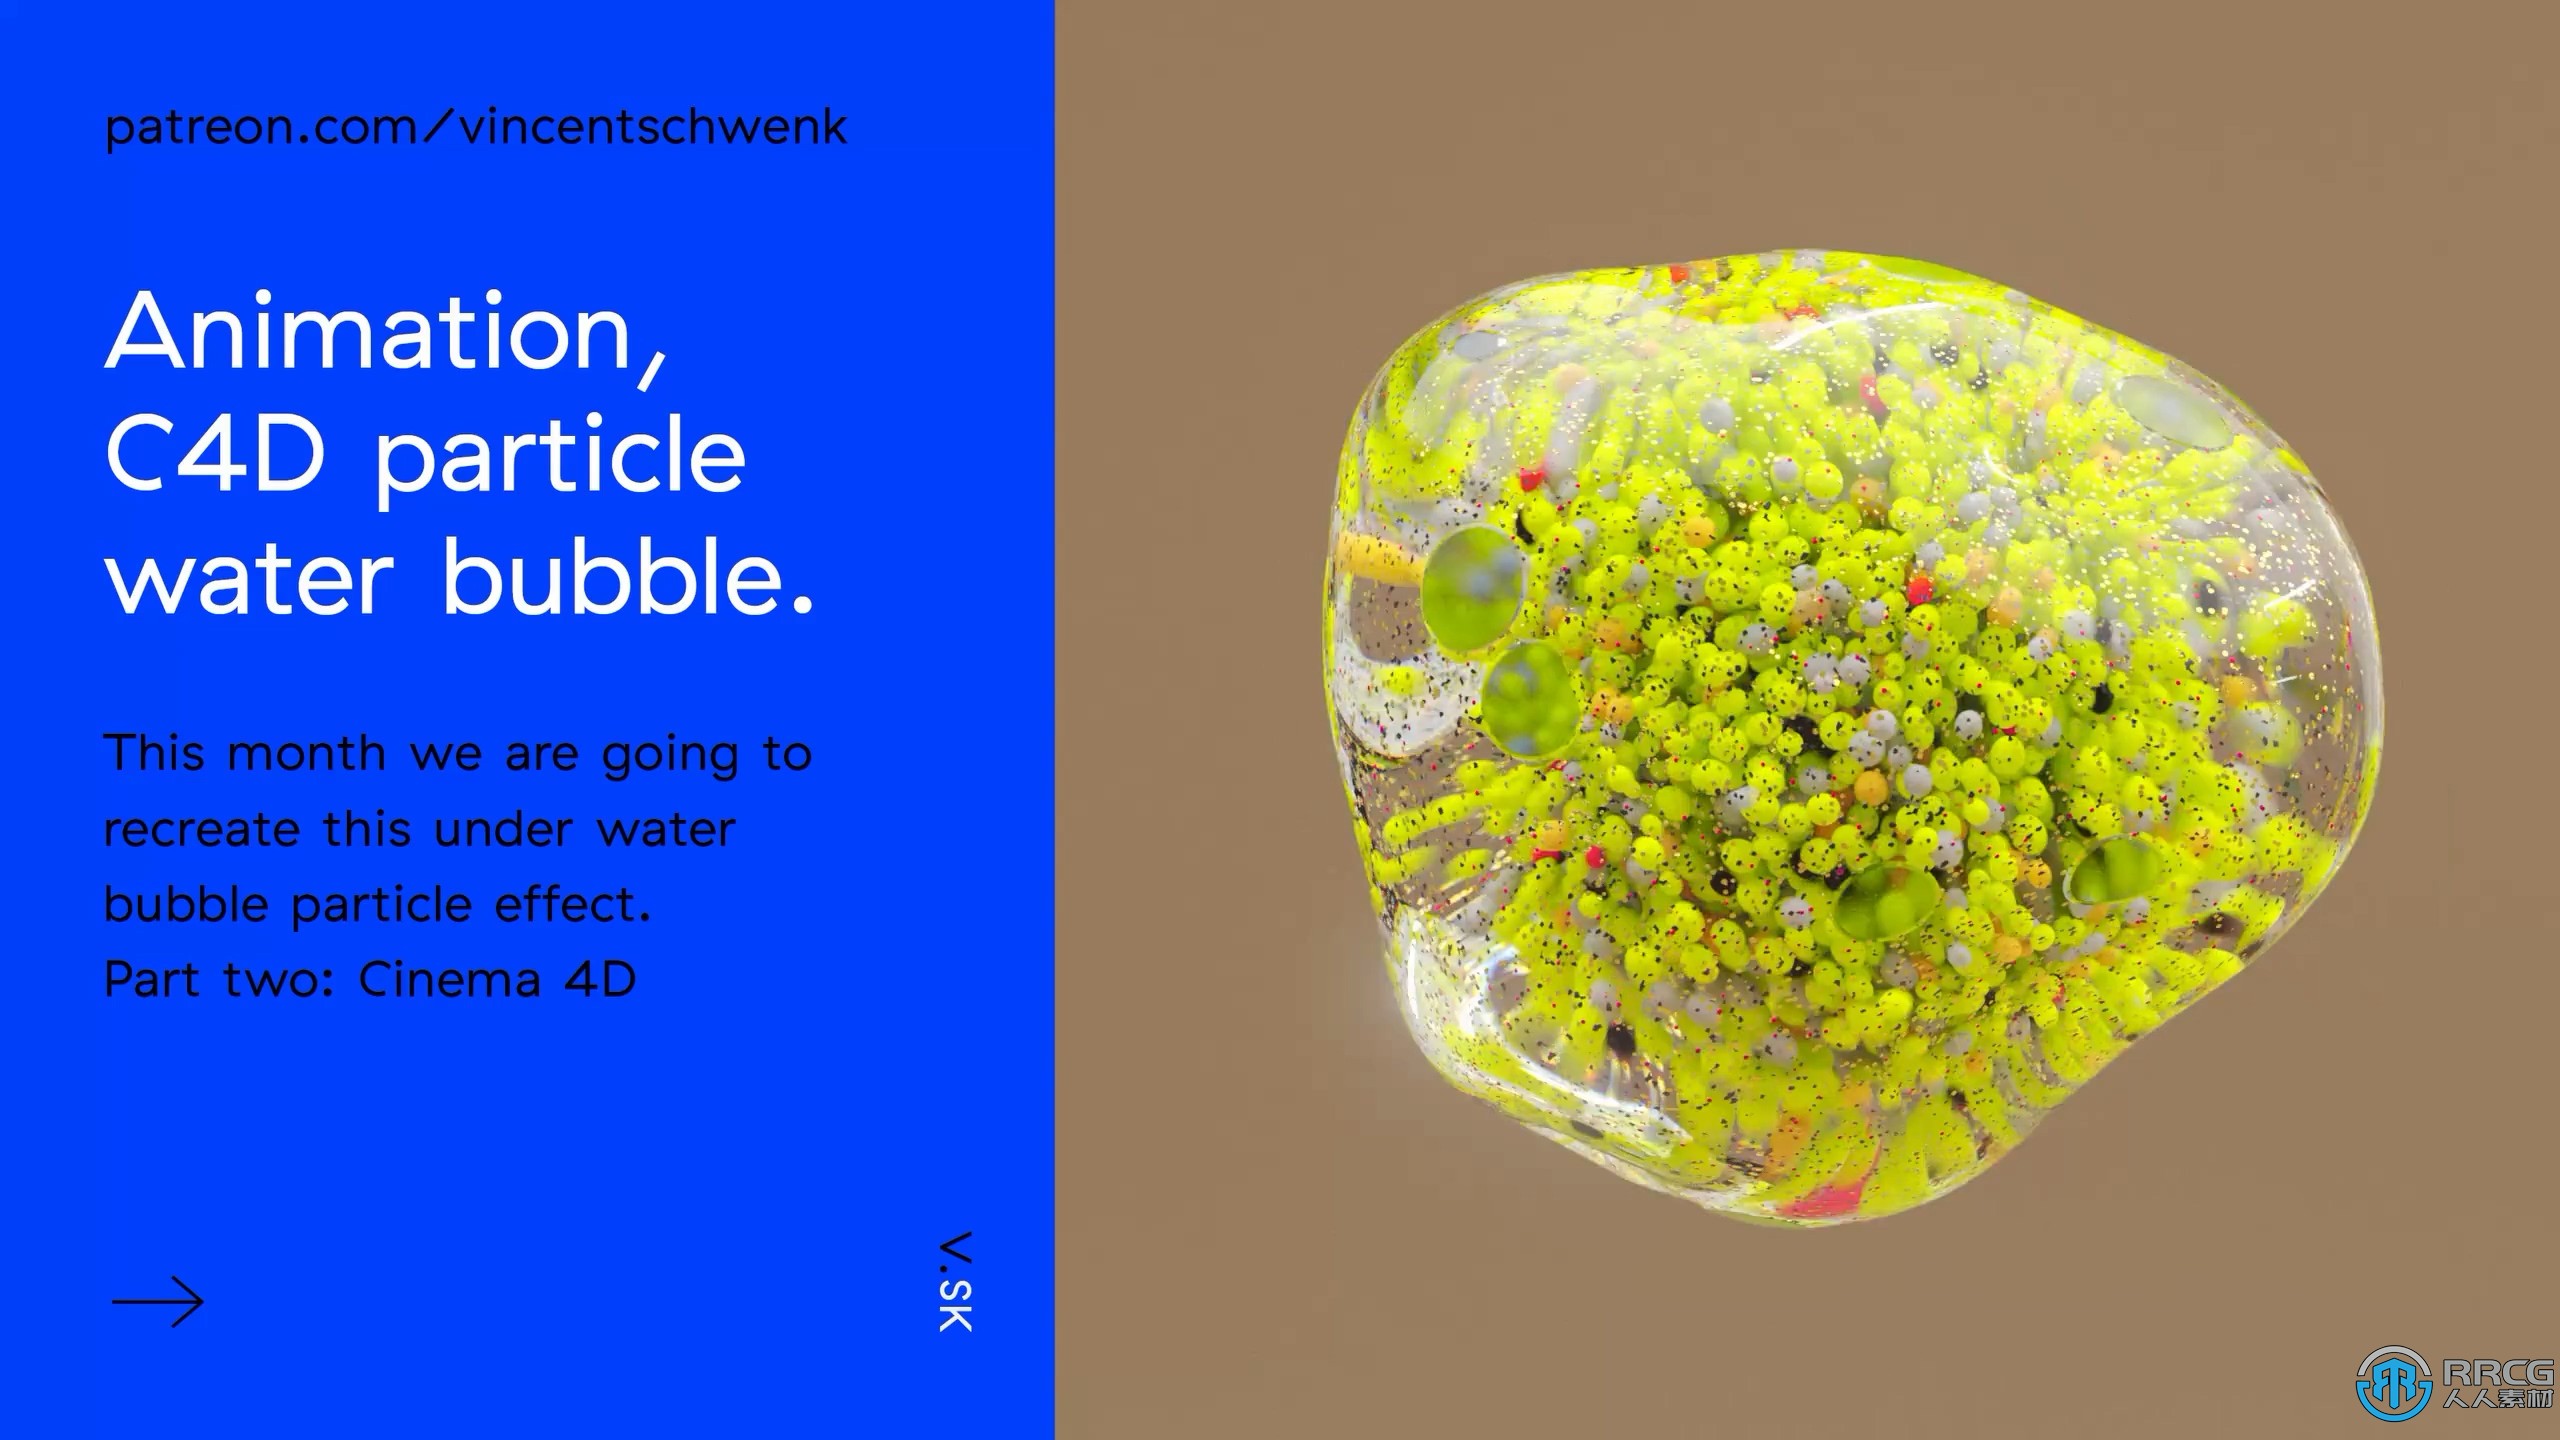 patreon.com/vincentschwenk
Animation,
C4D particle
water bubble.
This month we are going to
recreate this under water
bubble particle effect.
Part two: Cinema 4D
V.SK
RRCG
人人素材